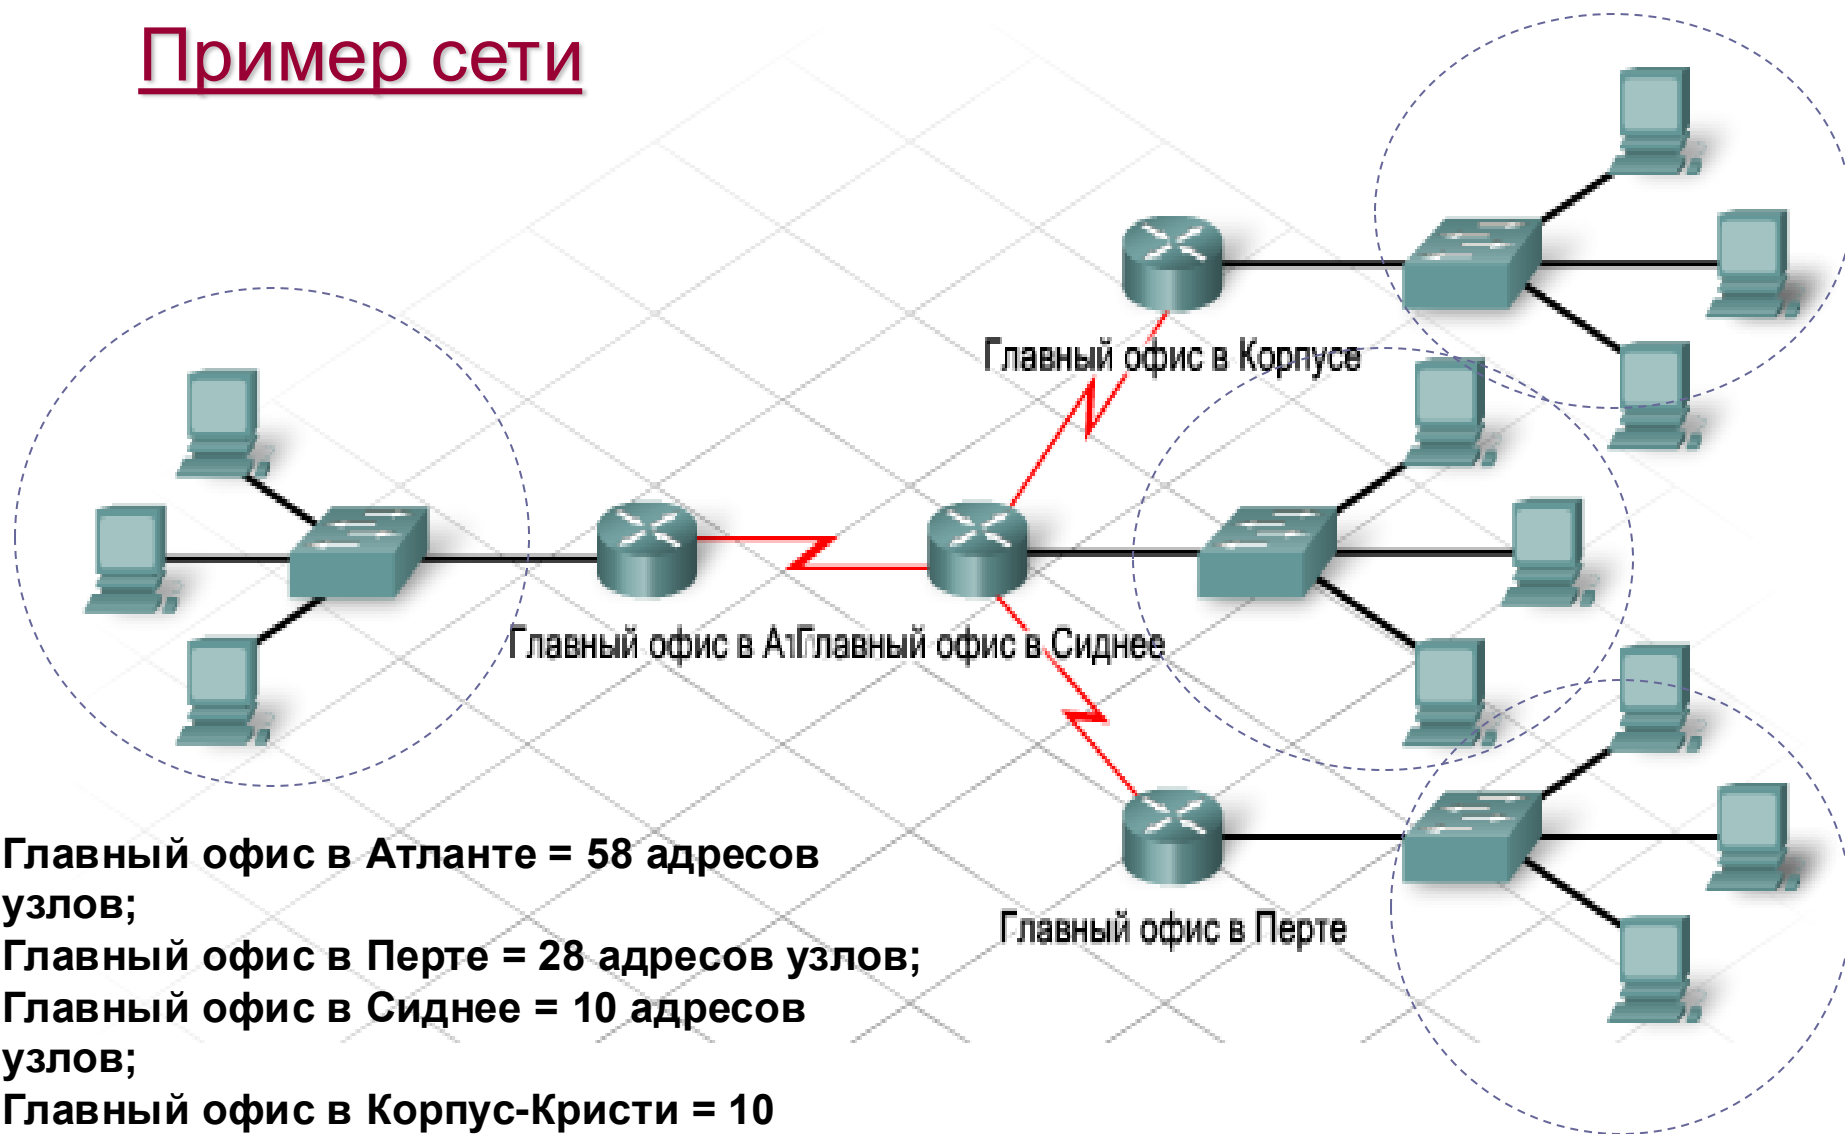 Пример сети
Главный офис в Корпусе
Главный офис в Сиднее
Главный офис в
Главный офис в Перте
Главный офис в Атланте = 58 адресов
узлов;
Главный офис в Перте = 28 адресов узлов;
Главный офис в Сиднее = 10 адресов
узлов;
Главный офис в Корпус-Кристи = 10